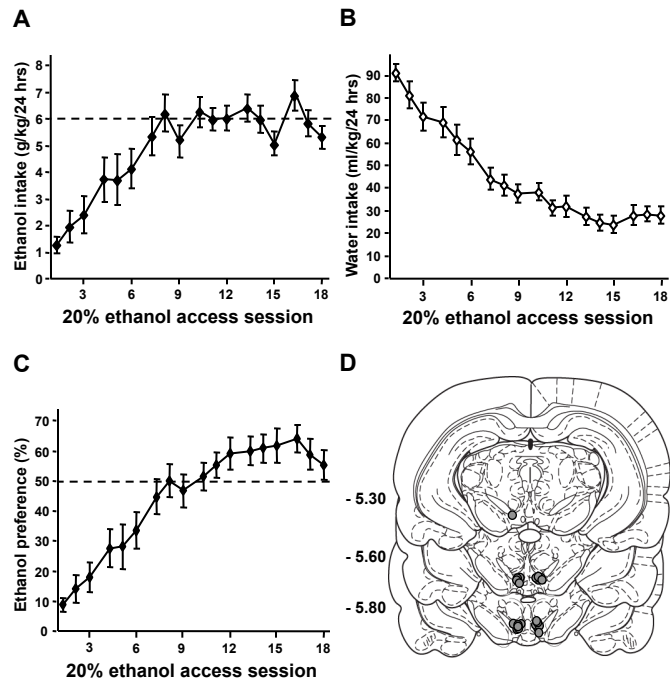 A
Ethanol intake (g/kg/24 hrs)
8
7
6
5
4
3
2
1
0
3 6 9 12 15 18
20% ethanol access session
B
Water intake (ml//kg/24 hrs)
90
80
70
60
50
40
30
20
10
0
3 6 9 12 15 18
20% ethanol access session
C
Ethanol preference (%)
70
60
50
40
30
20
10
0
3 6 9 12 15 18
20% ethanol access session
D
- 5.30
- 5.60
- 5.80